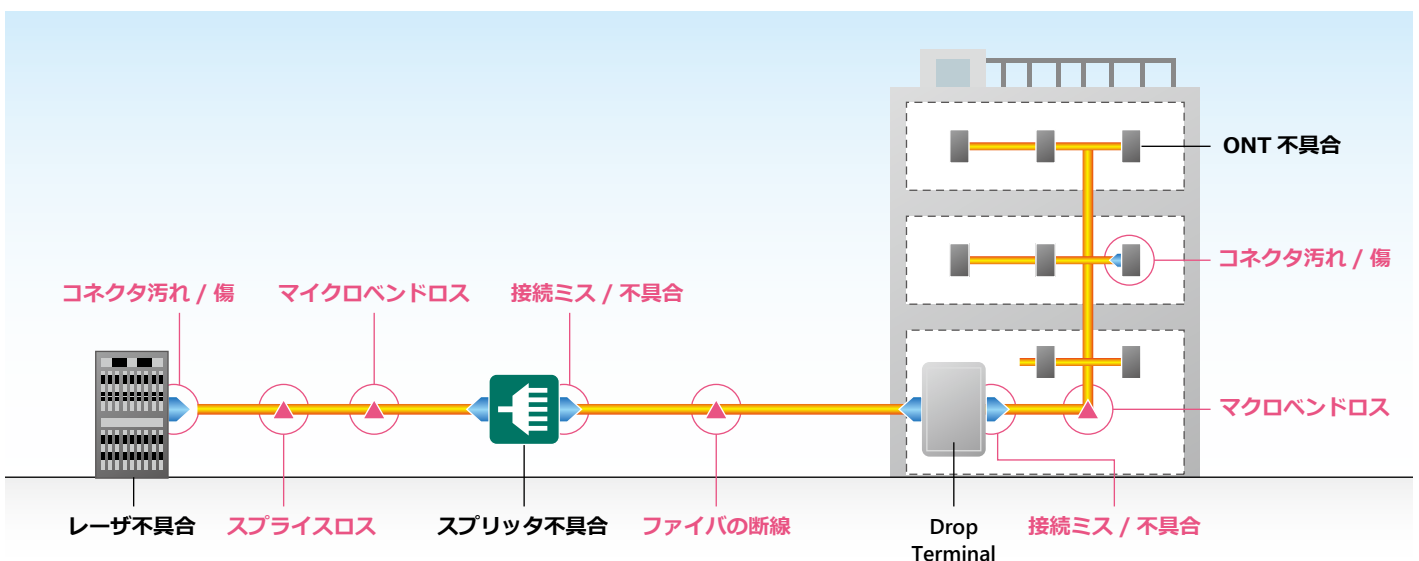 ONT 不具合
コネクタ汚れ / 傷
コネクタ汚れ / 傷
マイクロベンドロス
接続ミス / 不具合
マクロベンドロス
レーザ不具合
スプライスロス
スプリッタ不具合
ファイバの断線
Drop
Terminal
接続ミス / 不具合